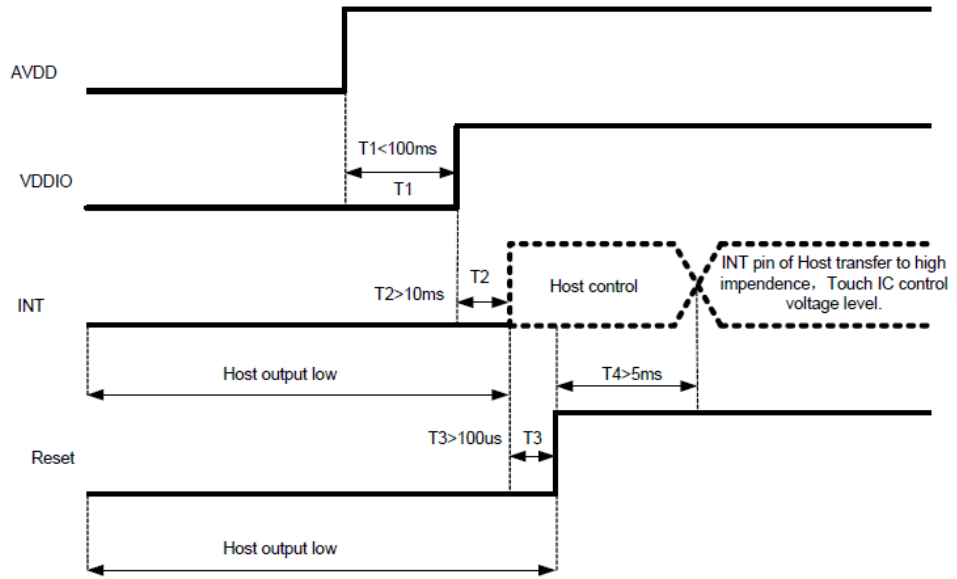 AVDD
T1<100ms
T1
VDDIO
T2
T2>10ms
Host control
INT pin of Host transfer to high
impendence，Touch IC control
voltage level.
INT
Host output low
T4>5ms
T3>100us
T3
Reset
Host output low